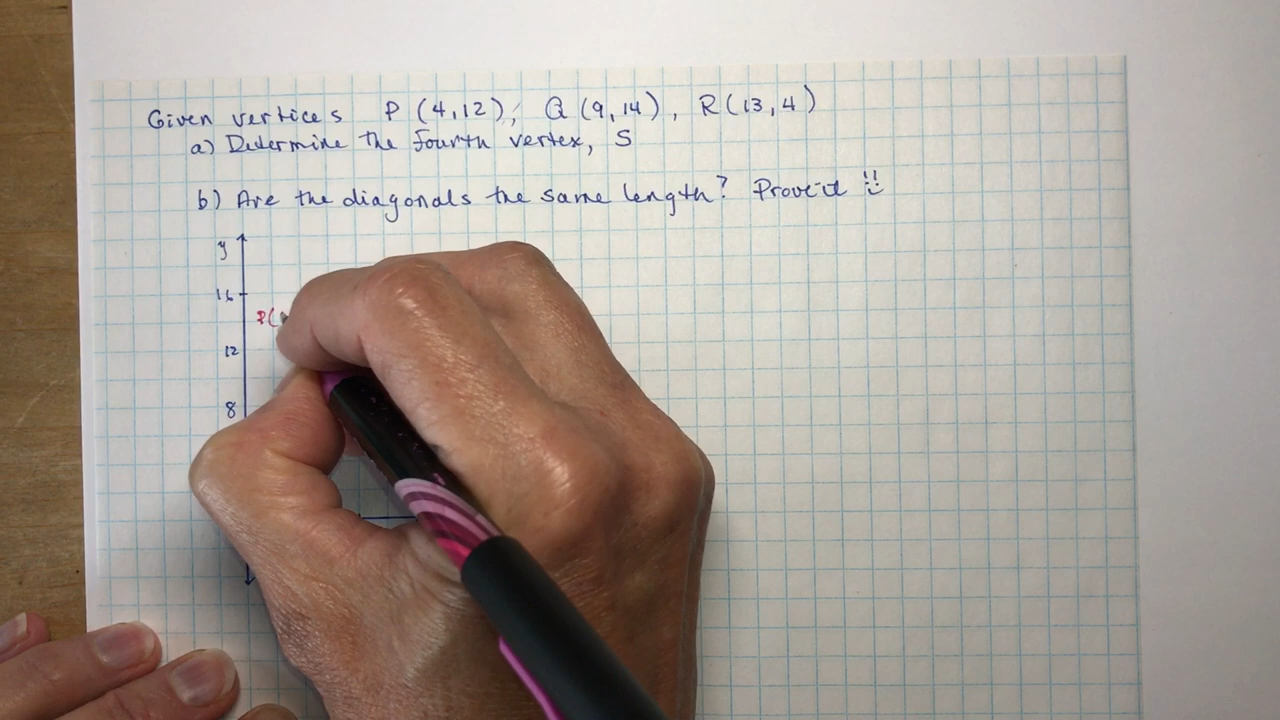 Given vertices P (4,12), Q (9,14), R (13,4)
a) Determine the fourth vertex, S
b) Are the diagonals the same length? Prove it !!
y
16
P(
12
8